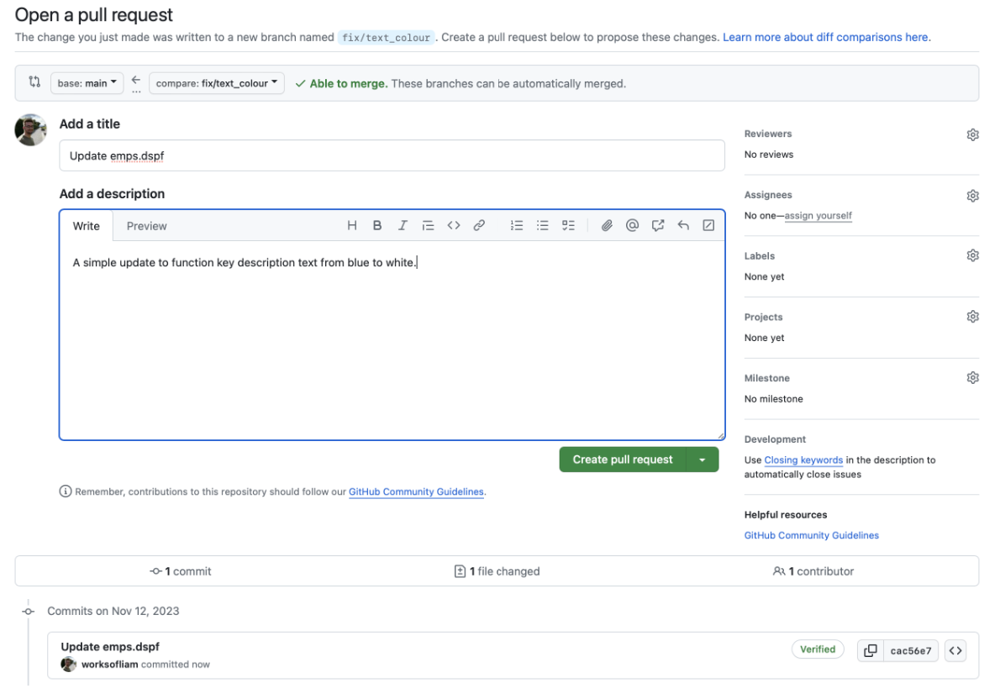 Open a pull request
The change you just made was written to a new branch named fix/text_colour . Create a pull request below to propose these changes. Learn more about diff comparisons here.
base: main ← ... compare: fix/text_colour ✓ Able to merge. These branches can be automatically merged.
Add a title
Update emps.dspf
Add a description
Write Preview
A simple update to function key description text from blue to white.
Create pull request
Remember, contributions to this repository should follow our GitHub Community Guidelines.
Reviewers
No reviews
Assignees
No one—assign yourself
Labels
None yet
Projects
None yet
Milestone
No milestone
Development
Use Closing keywords in the description to
automatically close issues
Helpful resources
GitHub Community Guidelines
1 commit 1 file changed 1 contributor
Commits on Nov 12, 2023
Update emps.dspf
worksofliam committed now
Verified cac56e7